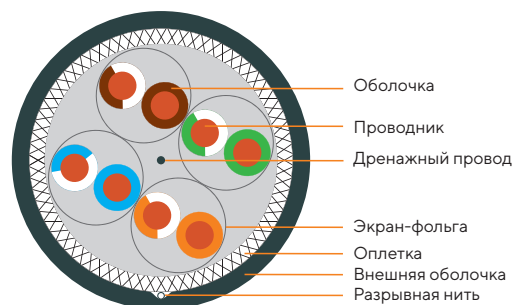 Оболочка
Проводник
Дренажный провод
Экран-фольга
Оплетка
Внешняя оболочка
Разрывная нить